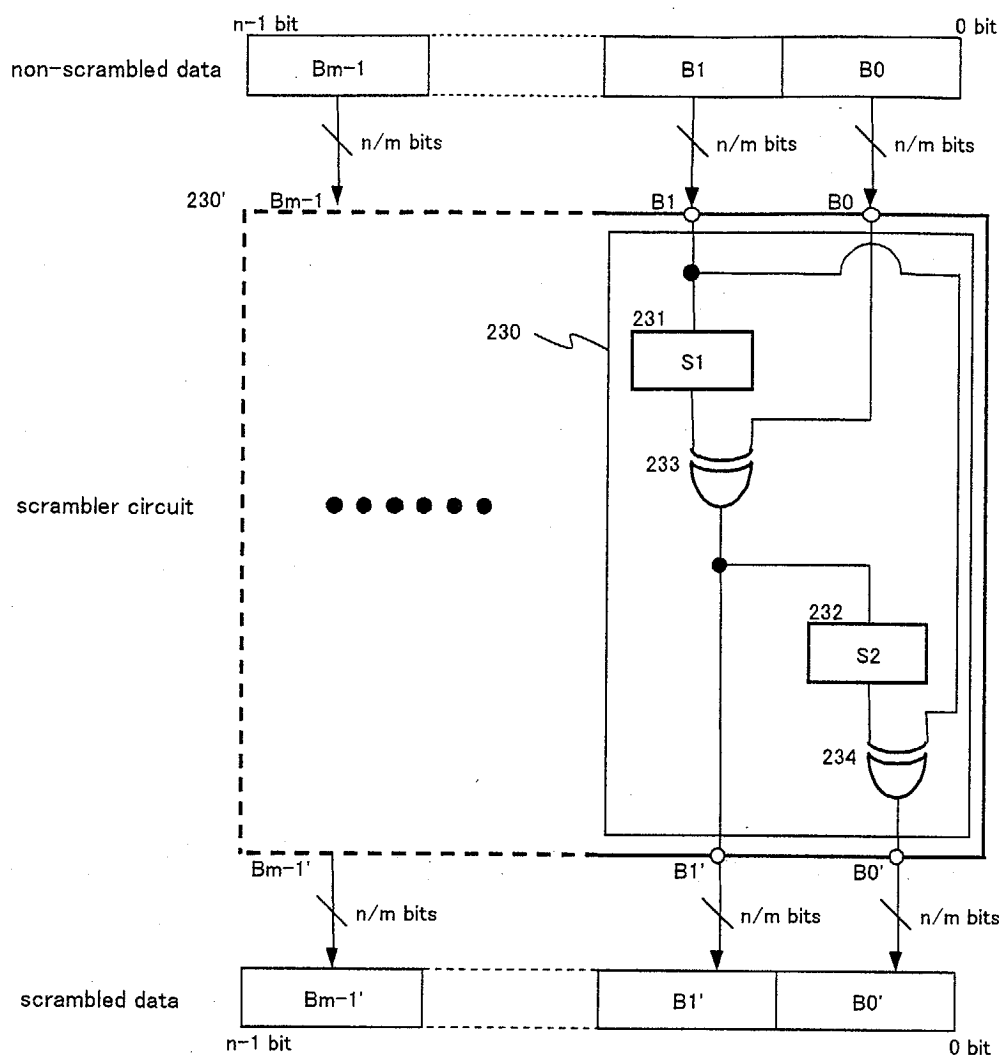 n-1 bit
0 bit
non-scrambled data
Bm-1
B1
B0
n/m bits
n/m bits
n/m bits
230'
Bm-1
B1
B0
231
230
S1
233
scrambler circuit
232
S2
234
Bm-1'
B1'
B0'
n/m bits
n/m bits
n/m bits
scrambled data
Bm-1'
B1'
B0'
n-1 bit
0 bit